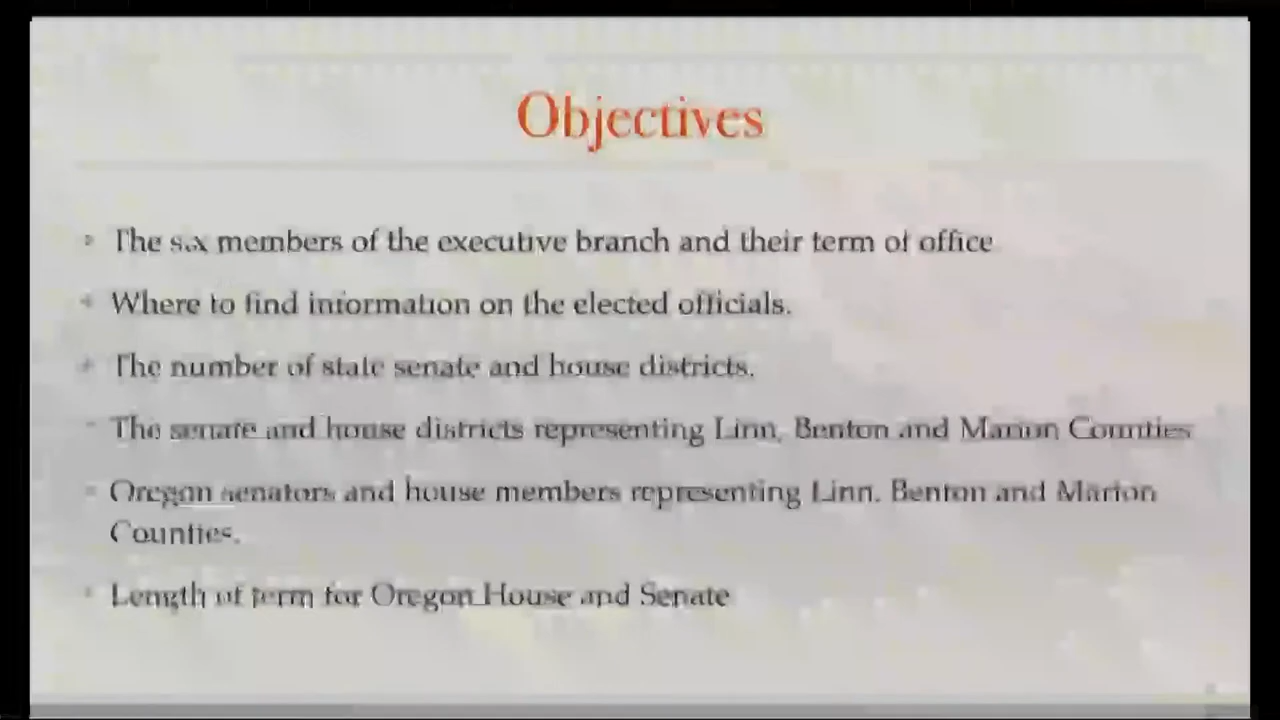 Objectives
The six members of the executive branch and their term of office
Where to find information on the elected officials.
The number of state senate and house districts.
The senate and house districts representing Linn, Benton and Marion Counties
Oregon senators and house members representing Linn, Benton and Marion
Counties.
Length of term for Oregon House and Senate